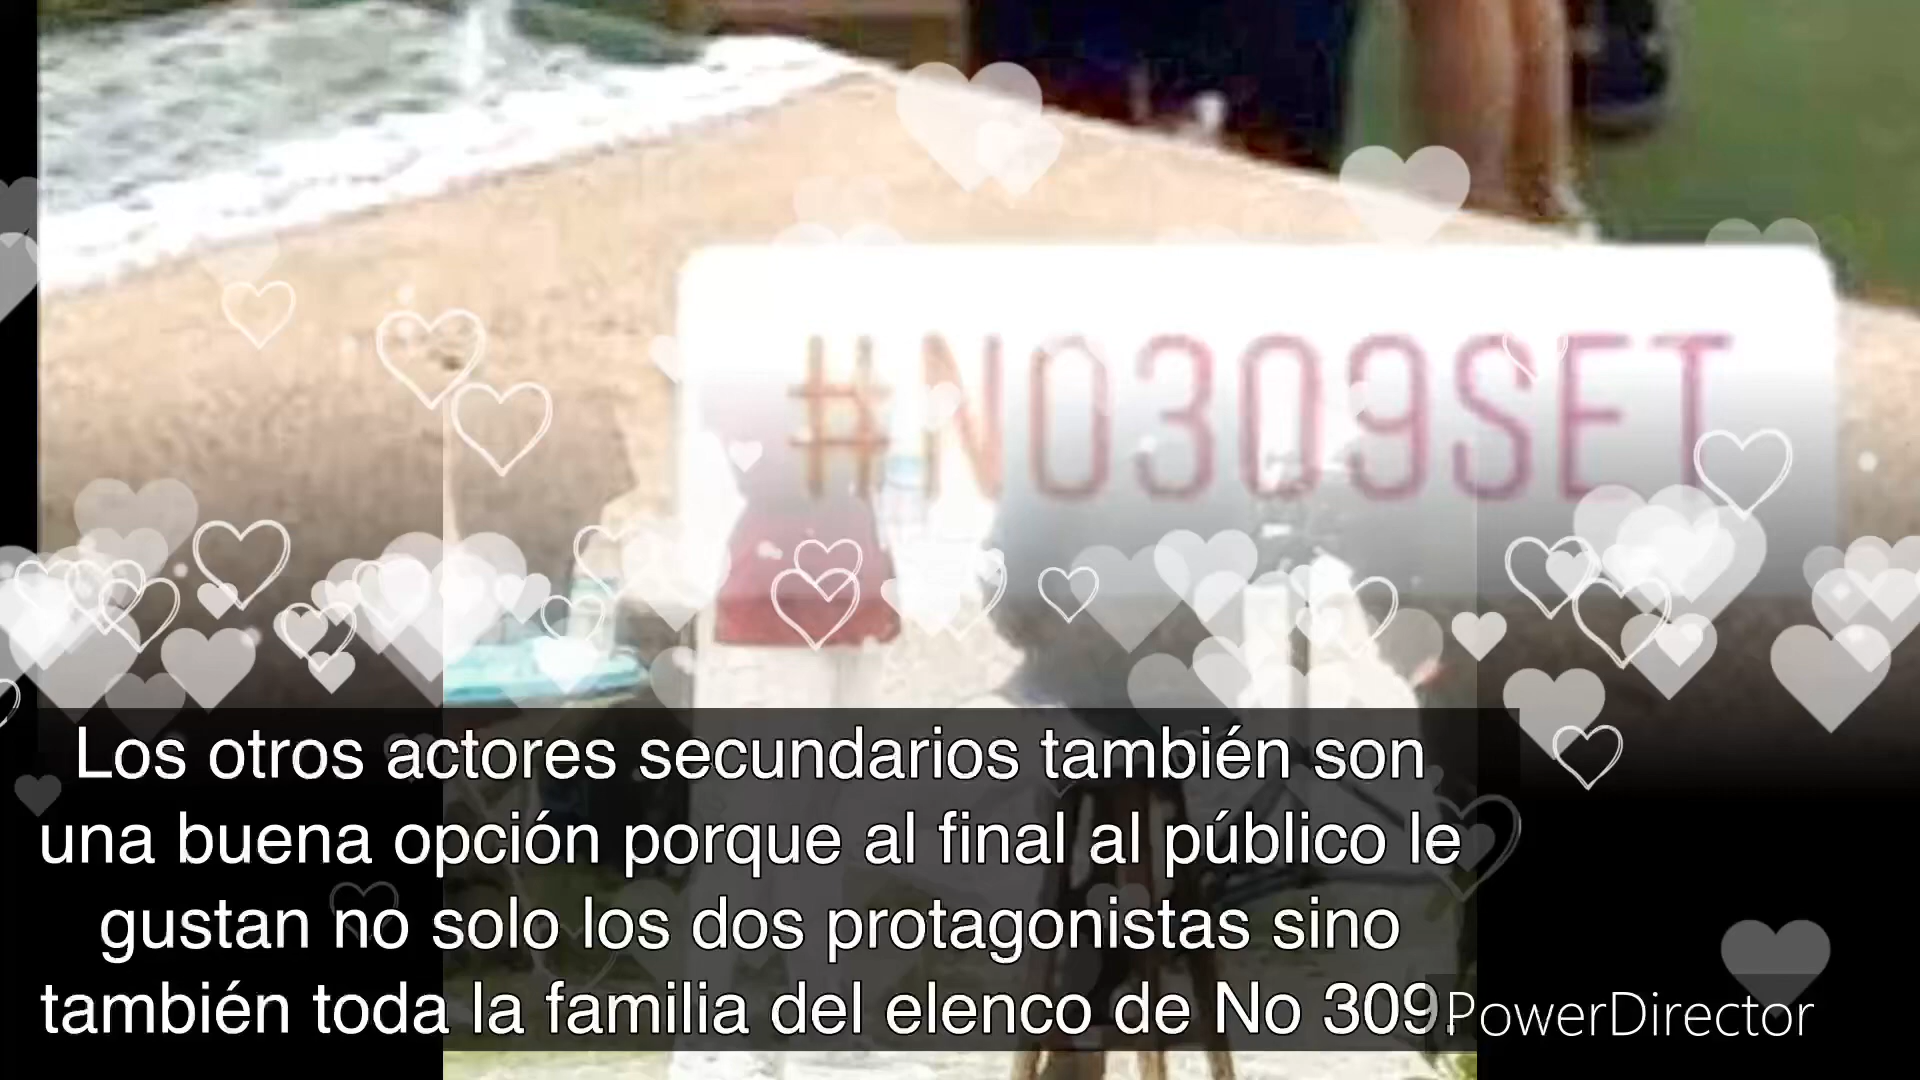 #NO309SET
Los otros actores secundarios también son
una buena opción porque al final al público le
gustan no solo los dos protagonistas sino
también toda la familia del elenco de No 309.
PowerDirector